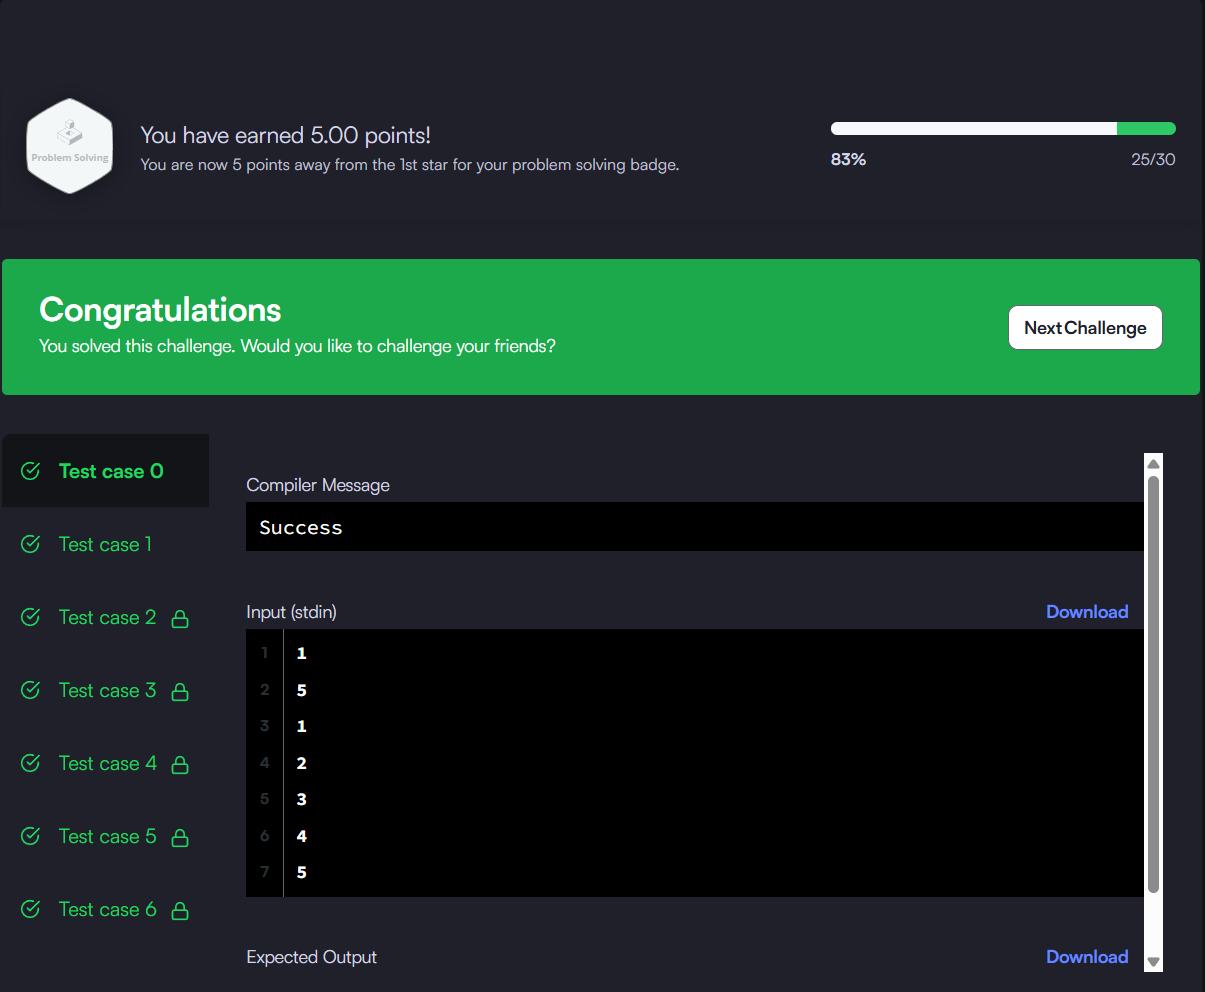 Problem Solving
You have earned 5.00 points!
You are now 5 points away from the 1st star for your problem solving badge.
83%
25/30
Congratulations
You solved this challenge. Would you like to challenge your friends?
Next Challenge
Test case 0
Test case 1
Test case 2
Test case 3
Test case 4
Test case 5
Test case 6
Compiler Message
Success
Input (stdin)
Download
1 1
2 5
3 1
4 2
5 3
6 4
7 5
Expected Output
Download